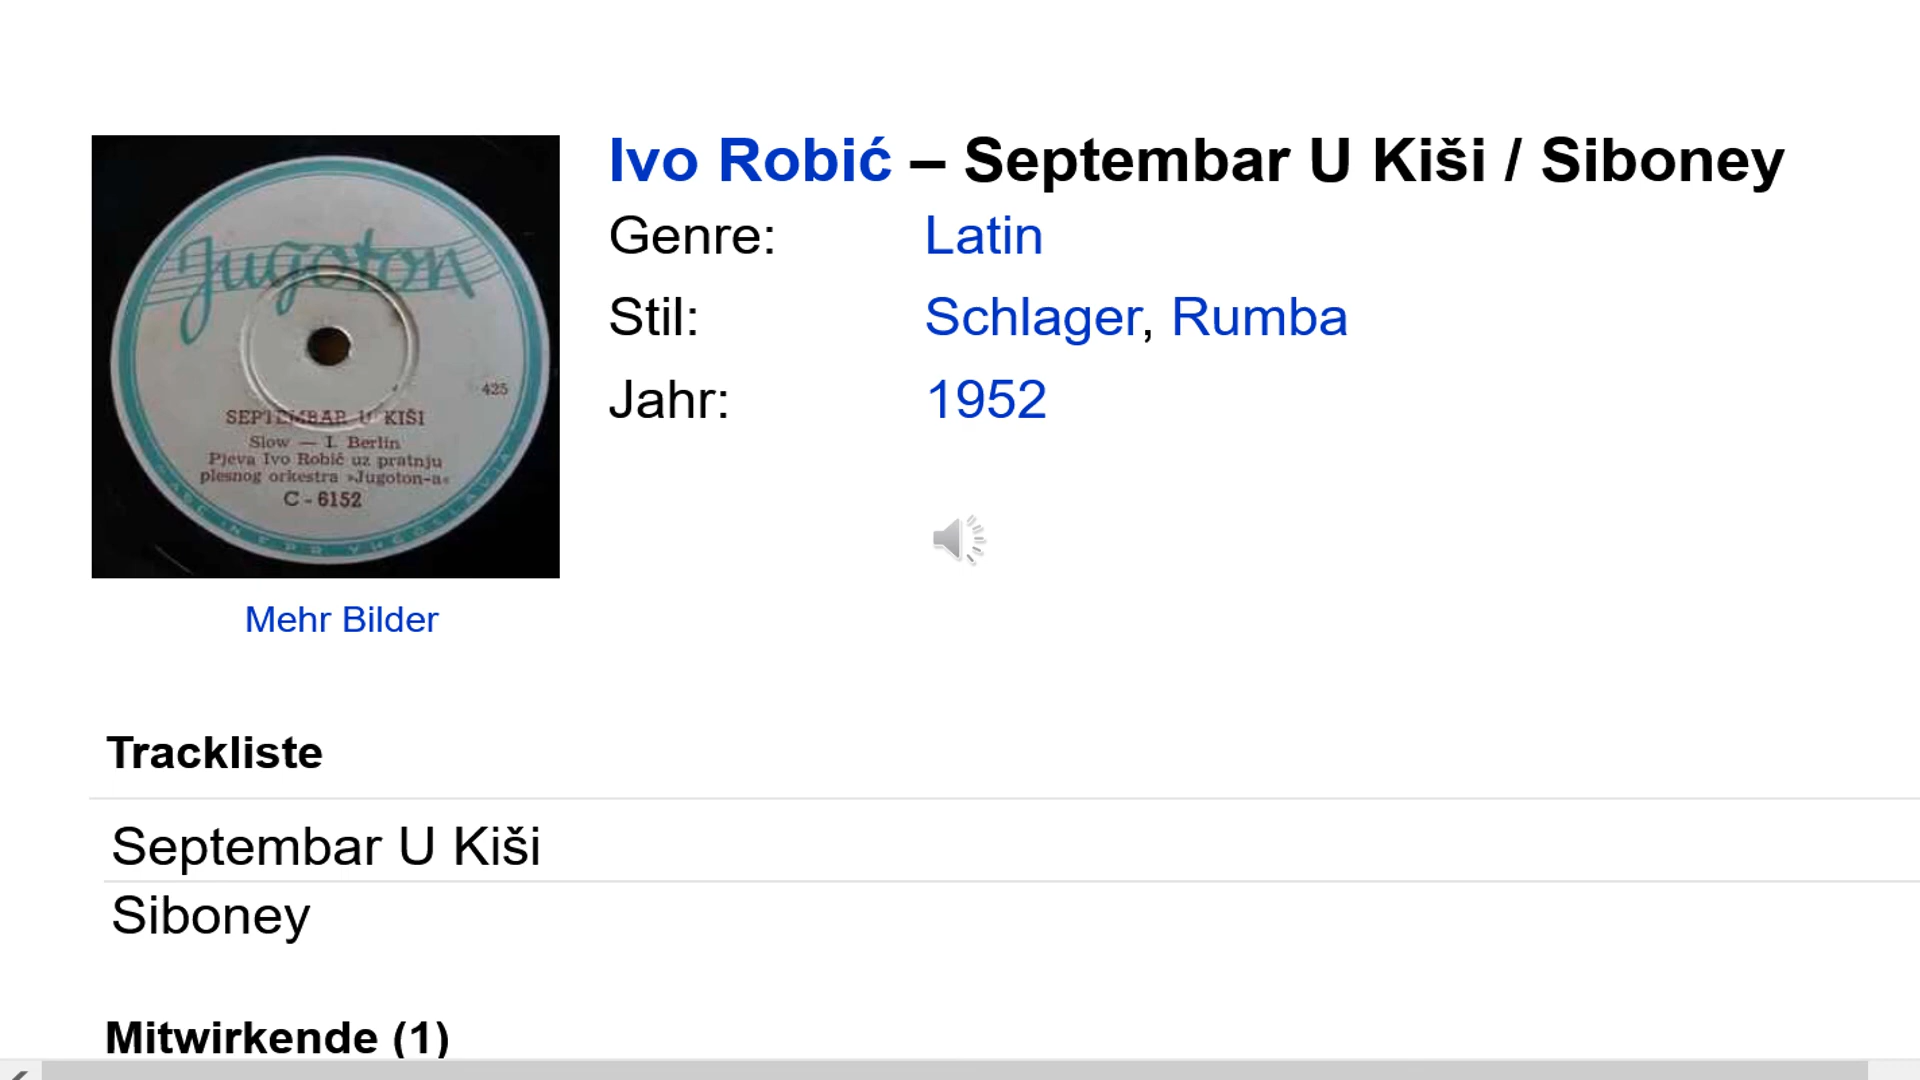 Ivo Robić – Septembar U Kiši / Siboney
Genre: Latin
Stil: Schlager, Rumba
Jahr: 1952
Jugoton
425
SEPTEMBAR U KIŠI
Slow — I. Berlin
Pjeva Ivo Robić uz pratnju
plesnog orkestra »Jugoton-a«
C - 6152
Mehr Bilder
Trackliste
Septembar U Kiši
Siboney
Mitwirkende (1)